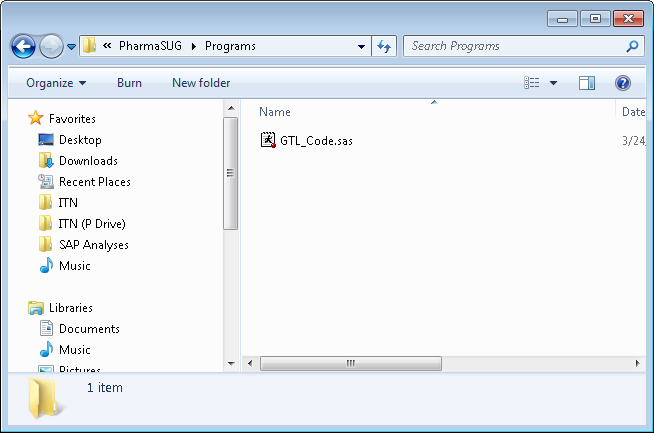 « PharmaSUG ▸ Programs Search Programs
Organize Burn New folder
Favorites
Desktop
Downloads
Recent Places
ITN
ITN (P Drive)
SAP Analyses
Music
Libraries
Documents
Music
Pictures
Name Date
GTL_Code.sas 3/24,
1 item